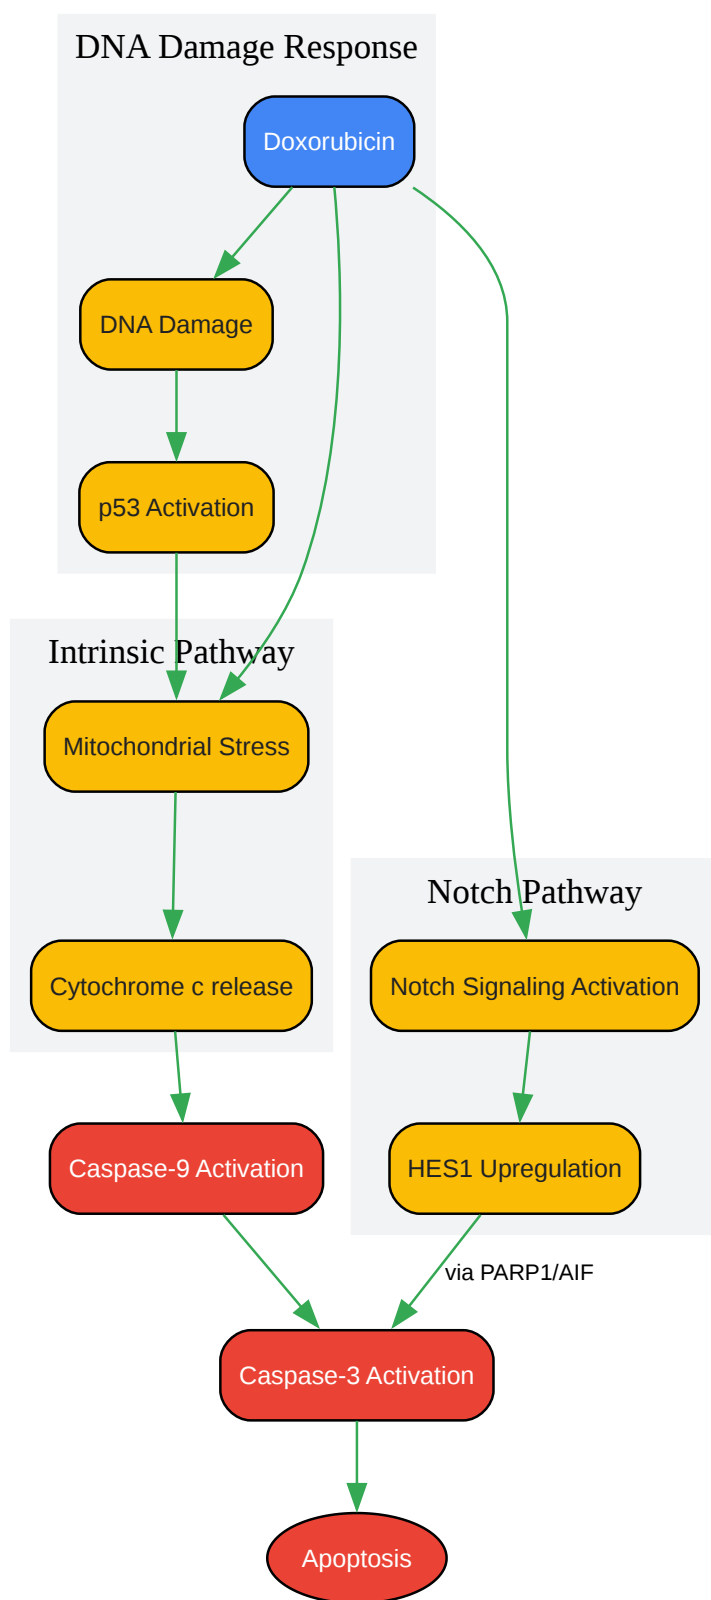 DNA Damage Response
Doxorubicin
DNA Damage
p53 Activation
Intrinsic Pathway
Mitochondrial Stress
Notch Pathway
Cytochrome c release
Notch Signaling Activation
Caspase-9 Activation
HES1 Upregulation
via PARP1/AIF
Caspase-3 Activation
Apoptosis